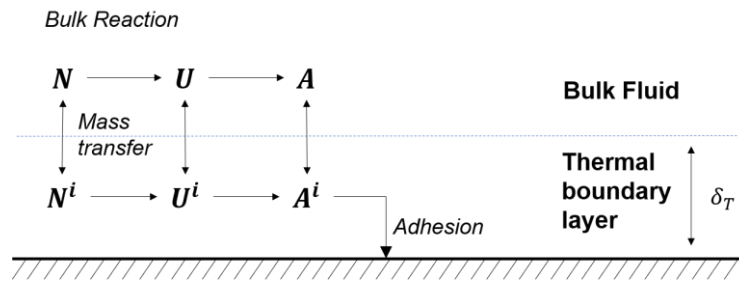 Bulk Reaction
N U A
Bulk Fluid
Mass
transfer
Thermal
boundary
layer
δ_T
N^i U^i A^i
Adhesion